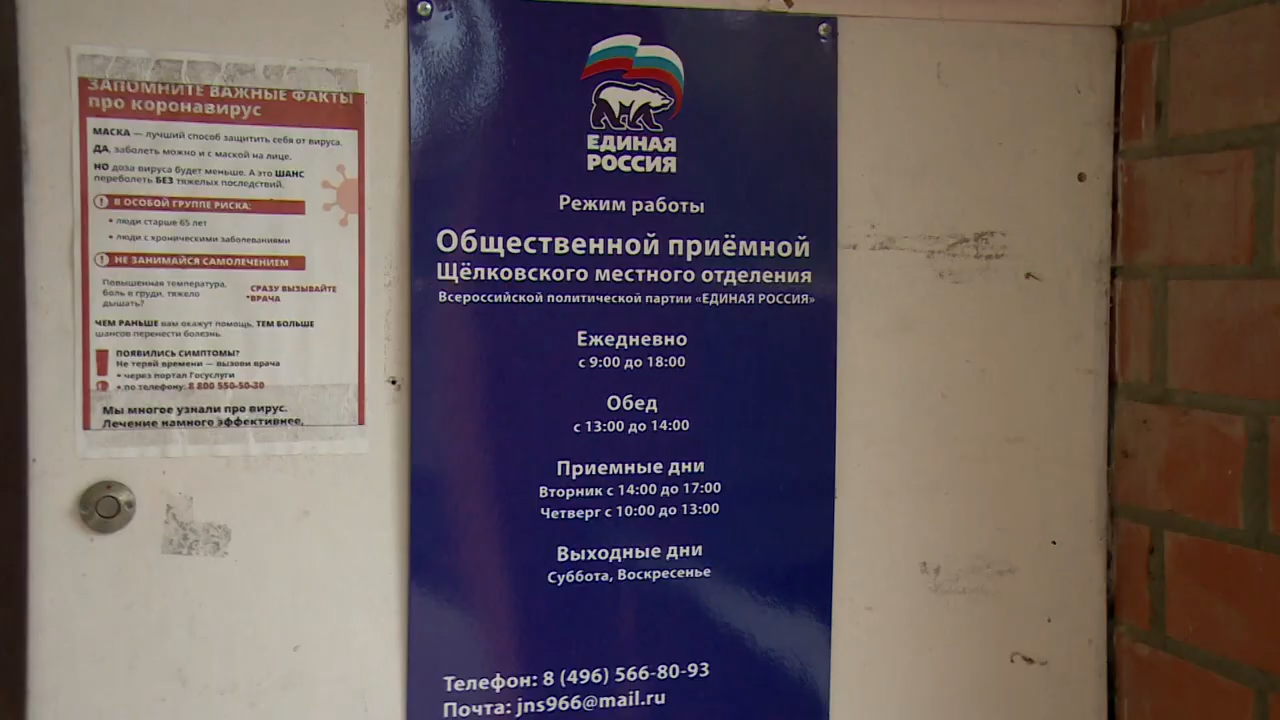 ЗАПОМНИТЕ ВАЖНЫЕ ФАКТЫ
про коронавирус
МАСКА — лучший способ защитить себя от вируса.
ДА, заболеть можно и с маской на лице.
НО доза вируса будет меньше. А это ШАНС
переболеть БЕЗ тяжелых последствий.
В ОСОБОЙ ГРУППЕ РИСКА:
• люди старше 65 лет
• люди с хроническими заболеваниями
НЕ ЗАНИМАЙСЯ САМОЛЕЧЕНИЕМ
Повышенная температура,
боль в груди, тяжело
дышать?
СРАЗУ ВЫЗЫВАЙТЕ
ВРАЧА
ЧЕМ РАНЬШЕ вам окажут помощь, ТЕМ БОЛЬШЕ
шансов перенести болезнь.
ПОЯВИЛИСЬ СИМПТОМЫ?
Не теряй времени — вызови врача
• через портал Госуслуги
• по телефону: 8 800 550-50-30
Мы многое узнали про вирус.
Лечение намного эффективнее,
ЕДИНАЯ
РОССИЯ
Режим работы
Общественной приёмной
Щёлковского местного отделения
Всероссийской политической партии «ЕДИНАЯ РОССИЯ»
Ежедневно
с 9:00 до 18:00
Обед
с 13:00 до 14:00
Приемные дни
Вторник с 14:00 до 17:00
Четверг с 10:00 до 13:00
Выходные дни
Суббота, Воскресенье
Телефон: 8 (496) 566-80-93
Почта: jns966@mail.ru